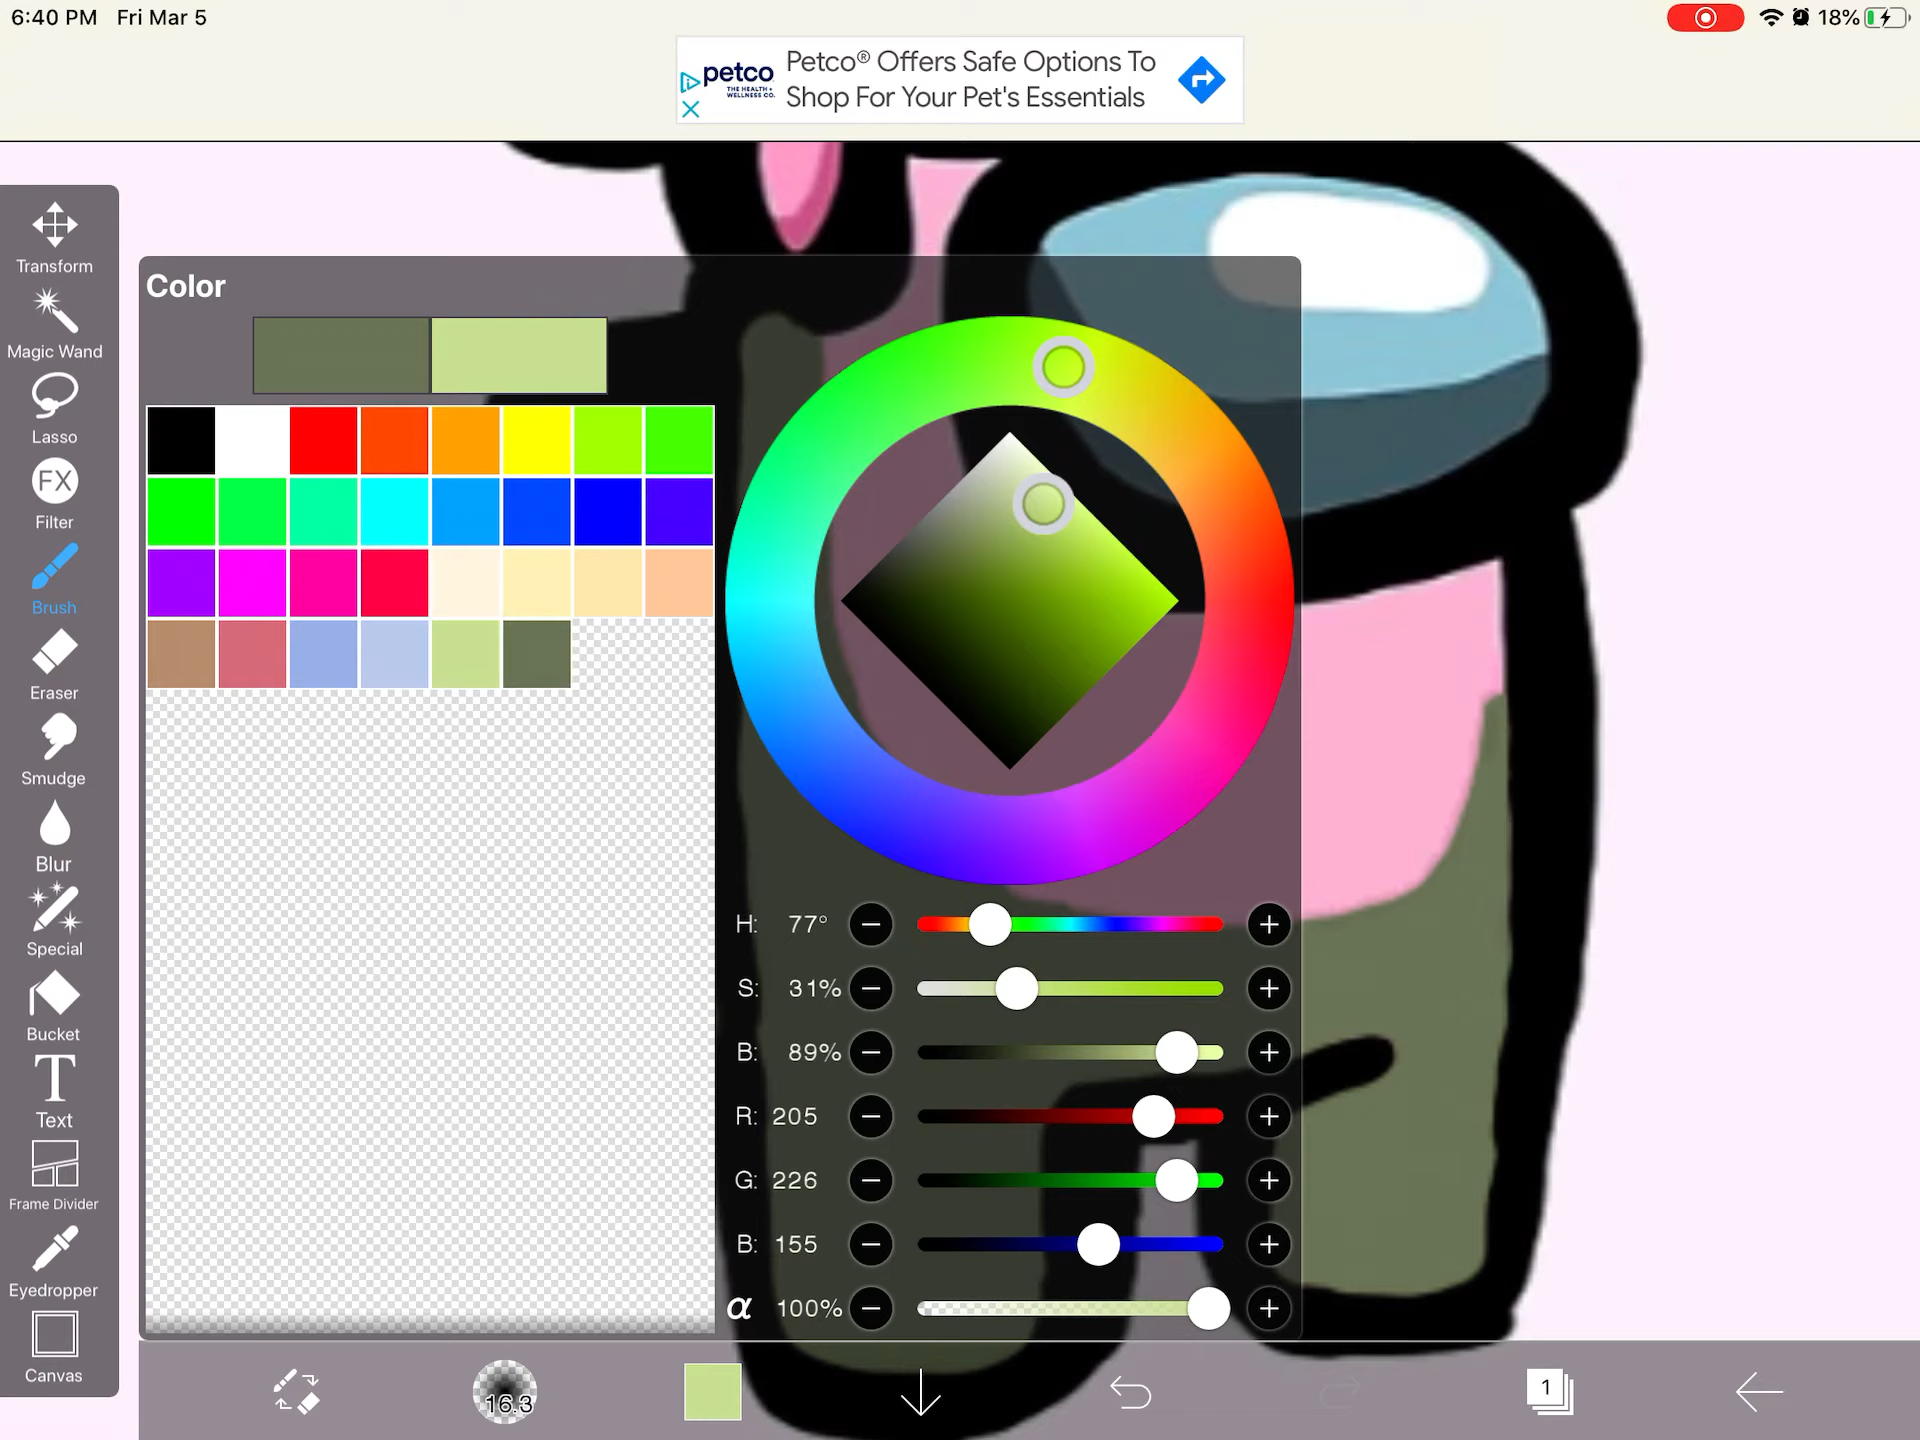 6:40 PM Fri Mar 5
18%
petco
THE HEALTH +
WELLNESS CO.
Petco® Offers Safe Options To
Shop For Your Pet's Essentials
Transform
Magic Wand
Lasso
FX
Filter
Brush
Eraser
Smudge
Blur
Special
Bucket
T
Text
Frame Divider
Eyedropper
Canvas
Color
H: 77°
S: 31%
B: 89%
R: 205
G: 226
B: 155
α 100%
16.3
1